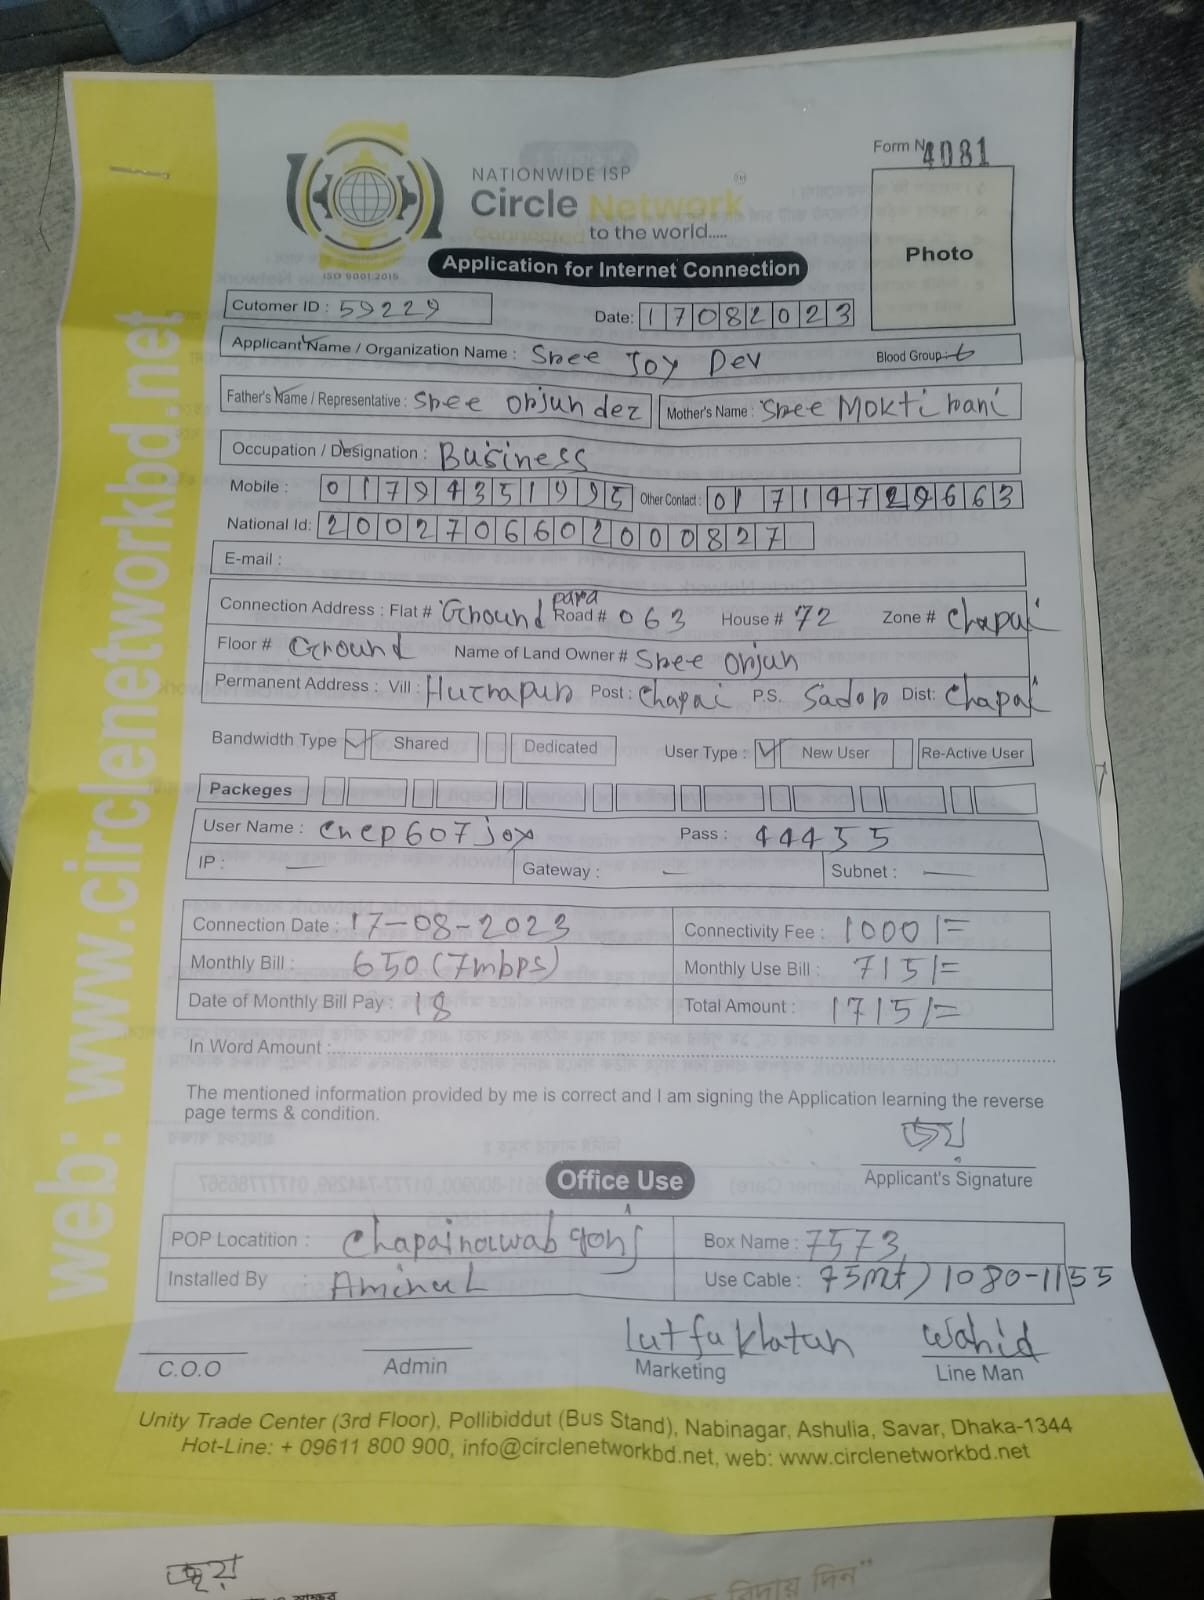 Form N 4081
NATIONWIDE ISP
Circle Network
Connected to the world.....
ISO 9001:2015
Application for Internet Connection
Photo
Cutomer ID : 59229
Date: 17082023
Applicant Name / Organization Name : Sree Joy Dev
Blood Group :
Father's Name / Representative : Sree Orjun dez
Mother's Name : Sree Mokti rani
Occupation / Designation : Business
Mobile : 01794351995 Other Contact : 01714729663
National Id: 20027066020000827
E-mail :
Connection Address : Flat # Ground para Road # 063 House # 72 Zone # Chapai
Floor # Ground Name of Land Owner # Sree Orjun
Permanent Address : Vill : Huzrapur Post : Chapai P.S. Sador Dist: Chapai
Bandwidth Type Shared Dedicated User Type : New User Re-Active User
Packeges
User Name : cnep607joy Pass : 44455
IP : — Gateway : — Subnet : —
Connection Date : 17-08-2023 Connectivity Fee : 1000/=
Monthly Bill : 650 (7mbps) Monthly Use Bill : 715/=
Date of Monthly Bill Pay : 18 Total Amount : 1715/=
In Word Amount :
The mentioned information provided by me is correct and I am signing the Application learning the reverse
page terms & condition.
জয়
Applicant's Signature
Office Use
POP Locatition : Chapainawabgonj Box Name : 7573
Installed By : Aminul Use Cable : 75mt) 1080-1155
Lutfuklatun Wahid
C.O.O Admin Marketing Line Man
Unity Trade Center (3rd Floor), Pollibiddut (Bus Stand), Nabinagar, Ashulia, Savar, Dhaka-1344
Hot-Line: + 09611 800 900, info@circlenetworkbd.net, web: www.circlenetworkbd.net
web: www.circlenetworkbd.net
জয়
বিদায় দিন"